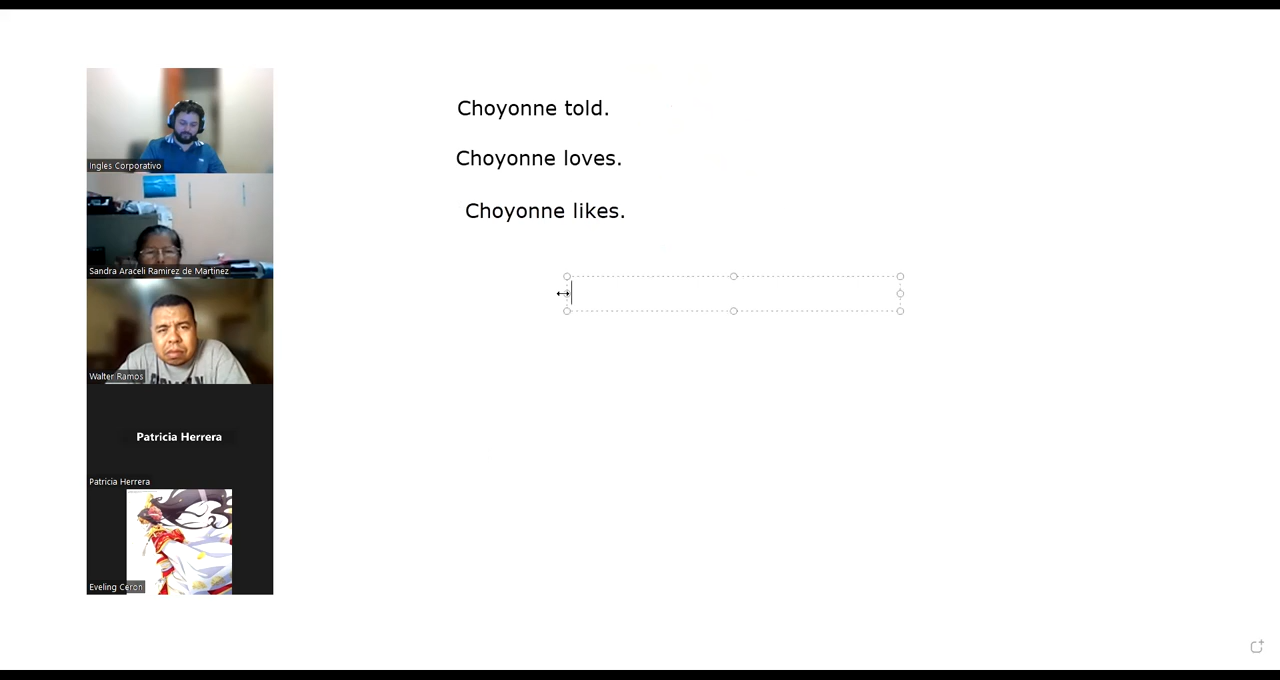 Choyonne told.
Choyonne loves.
Choyonne likes.
Ingles Corporativo
Sandra Araceli Ramirez de Martinez
Walter Ramos
Patricia Herrera
Patricia Herrera
Eveling Ceron